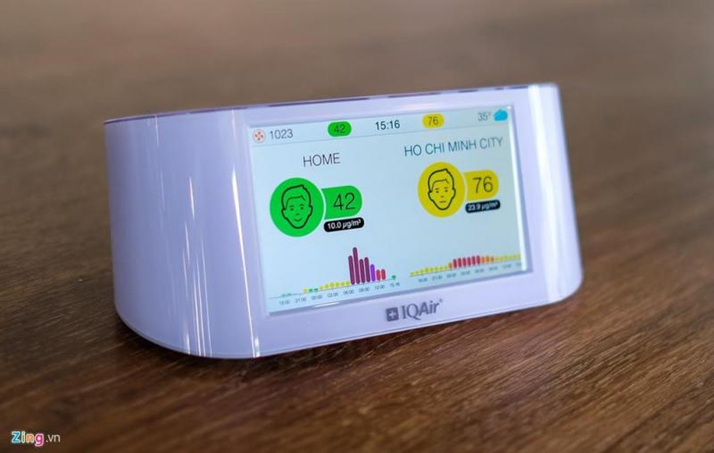 1023 42 15:16 76 35°
HOME
HO CHI MINH CITY
42
10.0 µg/m³
76
23.9 µg/m³
IQAir
Zing.vn